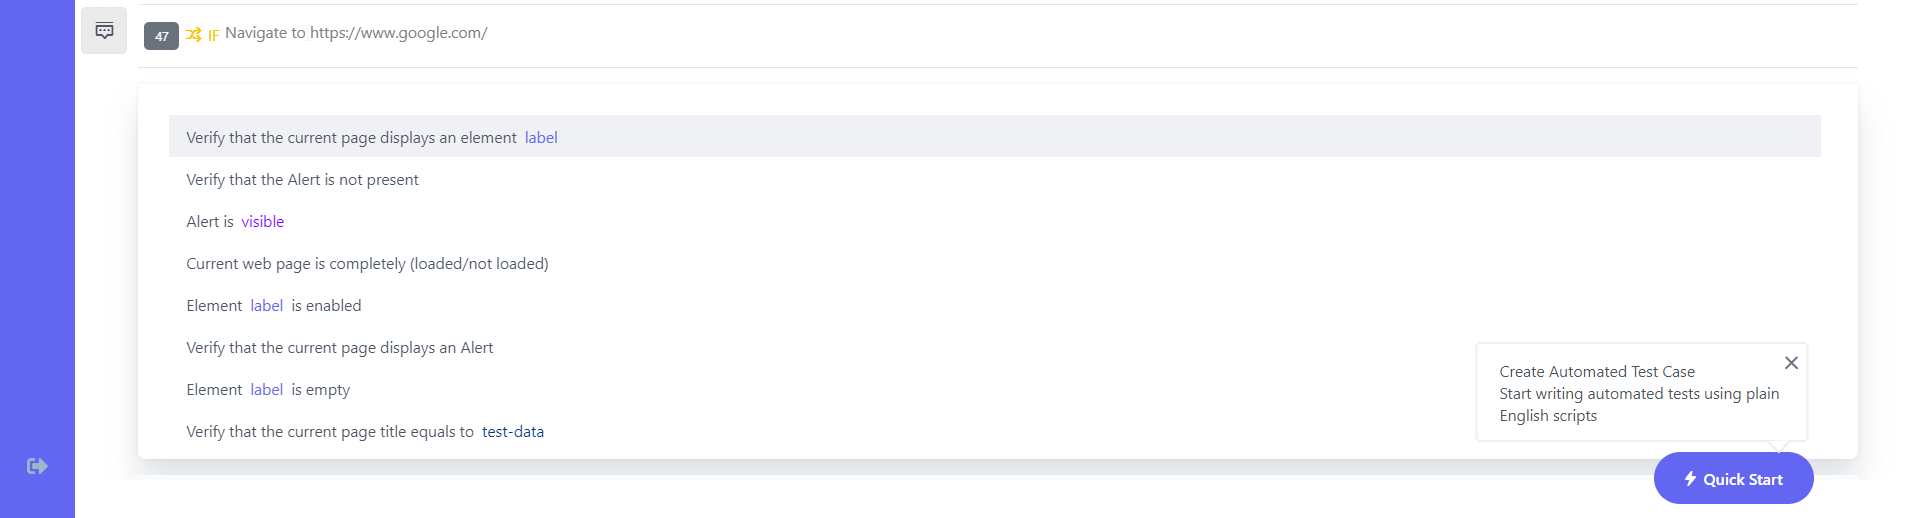 47 IF Navigate to https://www.google.com/
Verify that the current page displays an element label
Verify that the Alert is not present
Alert is visible
Current web page is completely (loaded/not loaded)
Element label is enabled
Verify that the current page displays an Alert
Element label is empty
Verify that the current page title equals to test-data
Create Automated Test Case
Start writing automated tests using plain
English scripts
Quick Start